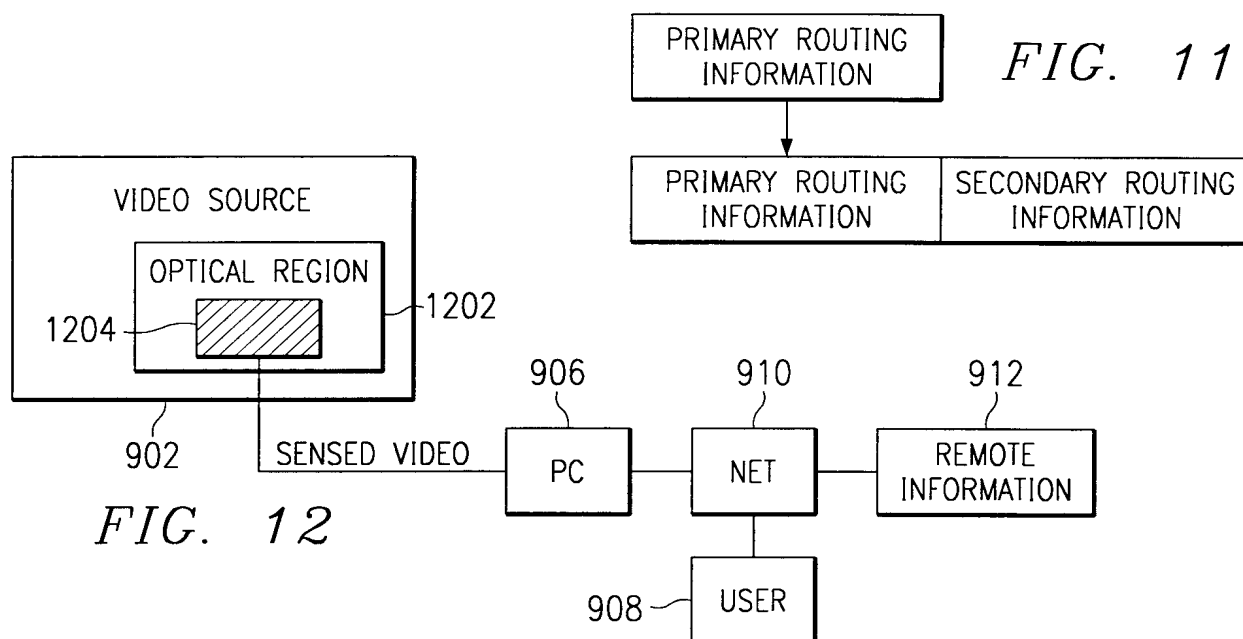 PRIMARY ROUTING
INFORMATION
FIG. 11
PRIMARY ROUTING
INFORMATION
SECONDARY ROUTING
INFORMATION
VIDEO SOURCE
OPTICAL REGION
1204
1202
902
SENSED VIDEO
906
PC
910
NET
912
REMOTE
INFORMATION
908
USER
FIG. 12